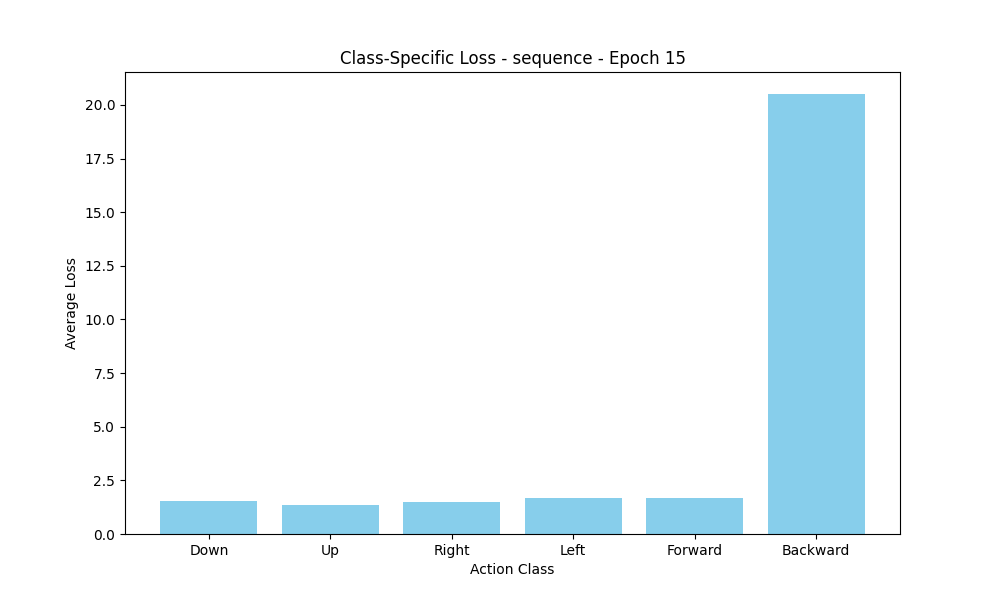 Class-Specific Loss - sequence - Epoch 15
20.0
17.5
15.0
12.5
10.0
7.5
5.0
2.5
0.0
Average Loss
Down Up Right Left Forward Backward
Action Class